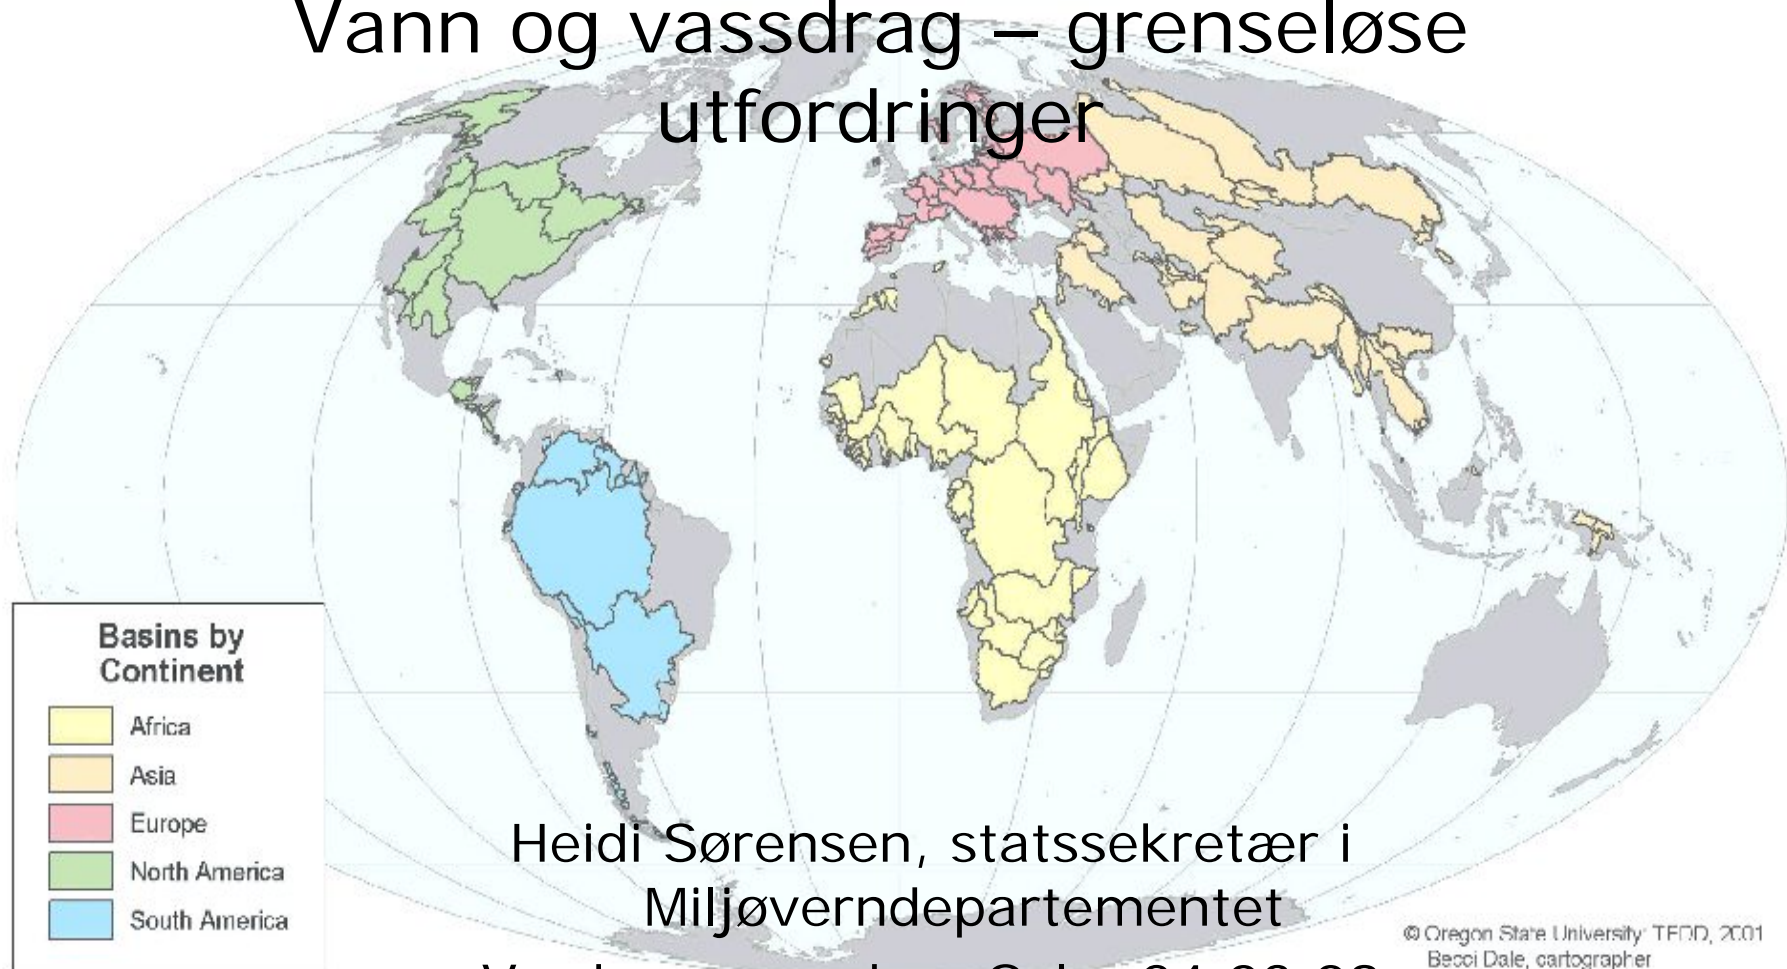 Vann og vassdrag – grenseløse
utfordringer
Basins by
Continent
Africa
Asia
Europe
North America
South America
Heidi Sørensen, statssekretær i
Miljøverndepartementet
© Oregon State University TFDD, 2001
Becci Dale, cartographer